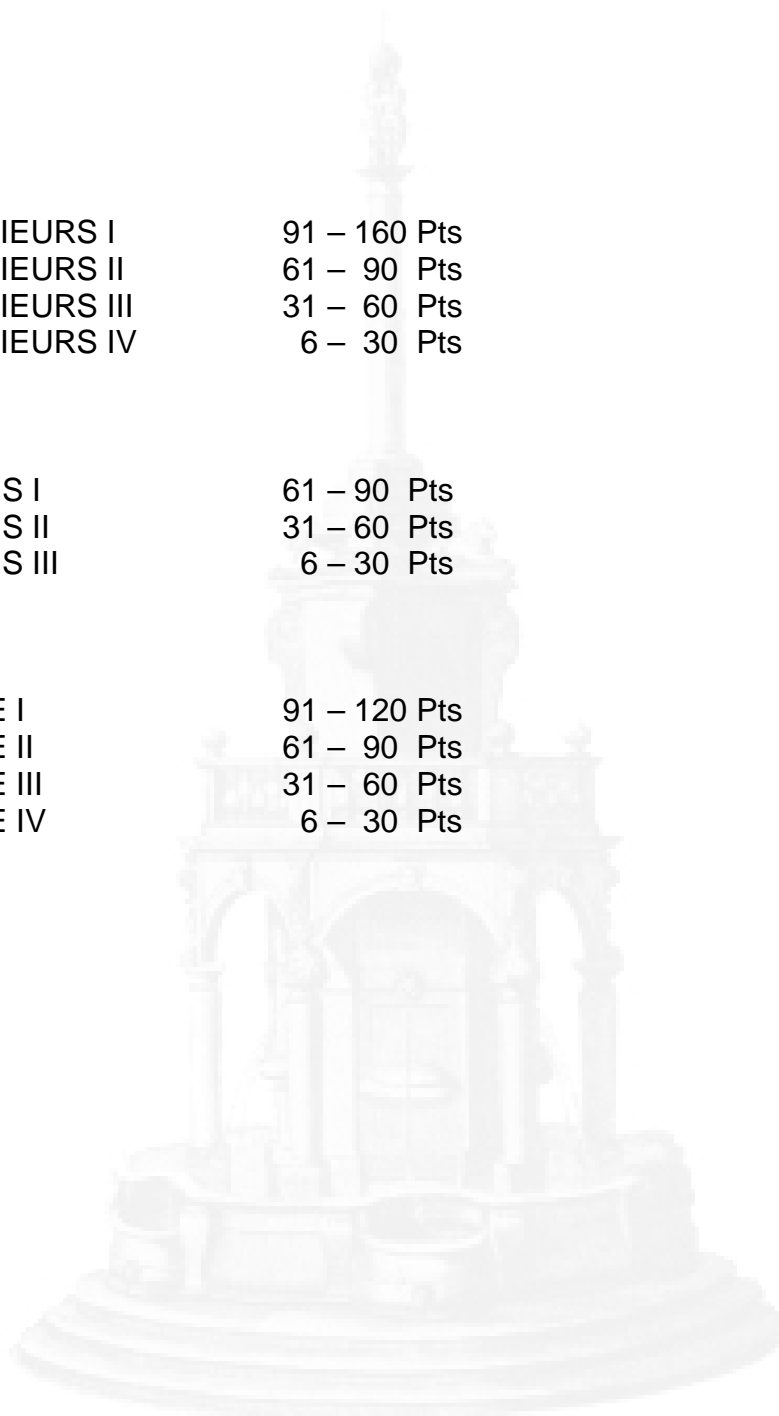 IEURS I 91 – 160 Pts
IEURS II 61 – 90 Pts
IEURS III 31 – 60 Pts
IEURS IV 6 – 30 Pts
S I 61 – 90 Pts
S II 31 – 60 Pts
S III 6 – 30 Pts
E I 91 – 120 Pts
E II 61 – 90 Pts
E III 31 – 60 Pts
E IV 6 – 30 Pts